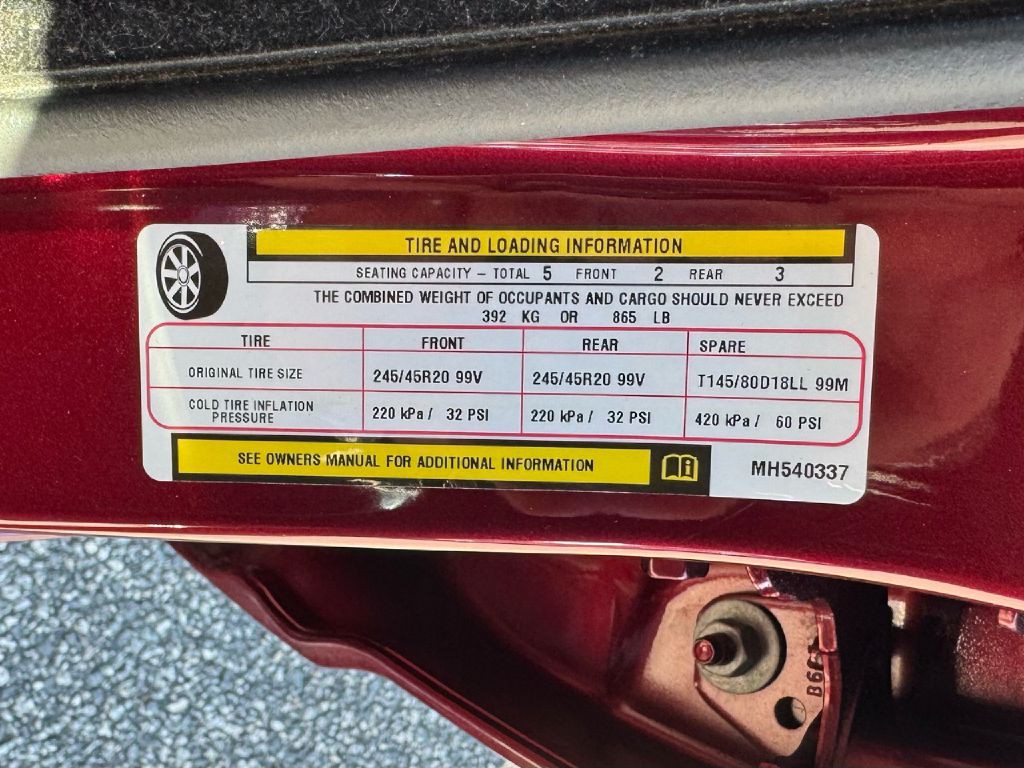 TIRE AND LOADING INFORMATION
SEATING CAPACITY – TOTAL 5 FRONT 2 REAR 3
THE COMBINED WEIGHT OF OCCUPANTS AND CARGO SHOULD NEVER EXCEED
392 KG OR 865 LB
TIRE FRONT REAR SPARE
ORIGINAL TIRE SIZE 245/45R20 99V 245/45R20 99V T145/80D18LL 99M
COLD TIRE INFLATION
PRESSURE 220 kPa / 32 PSI 220 kPa / 32 PSI 420 kPa / 60 PSI
SEE OWNERS MANUAL FOR ADDITIONAL INFORMATION
MH540337